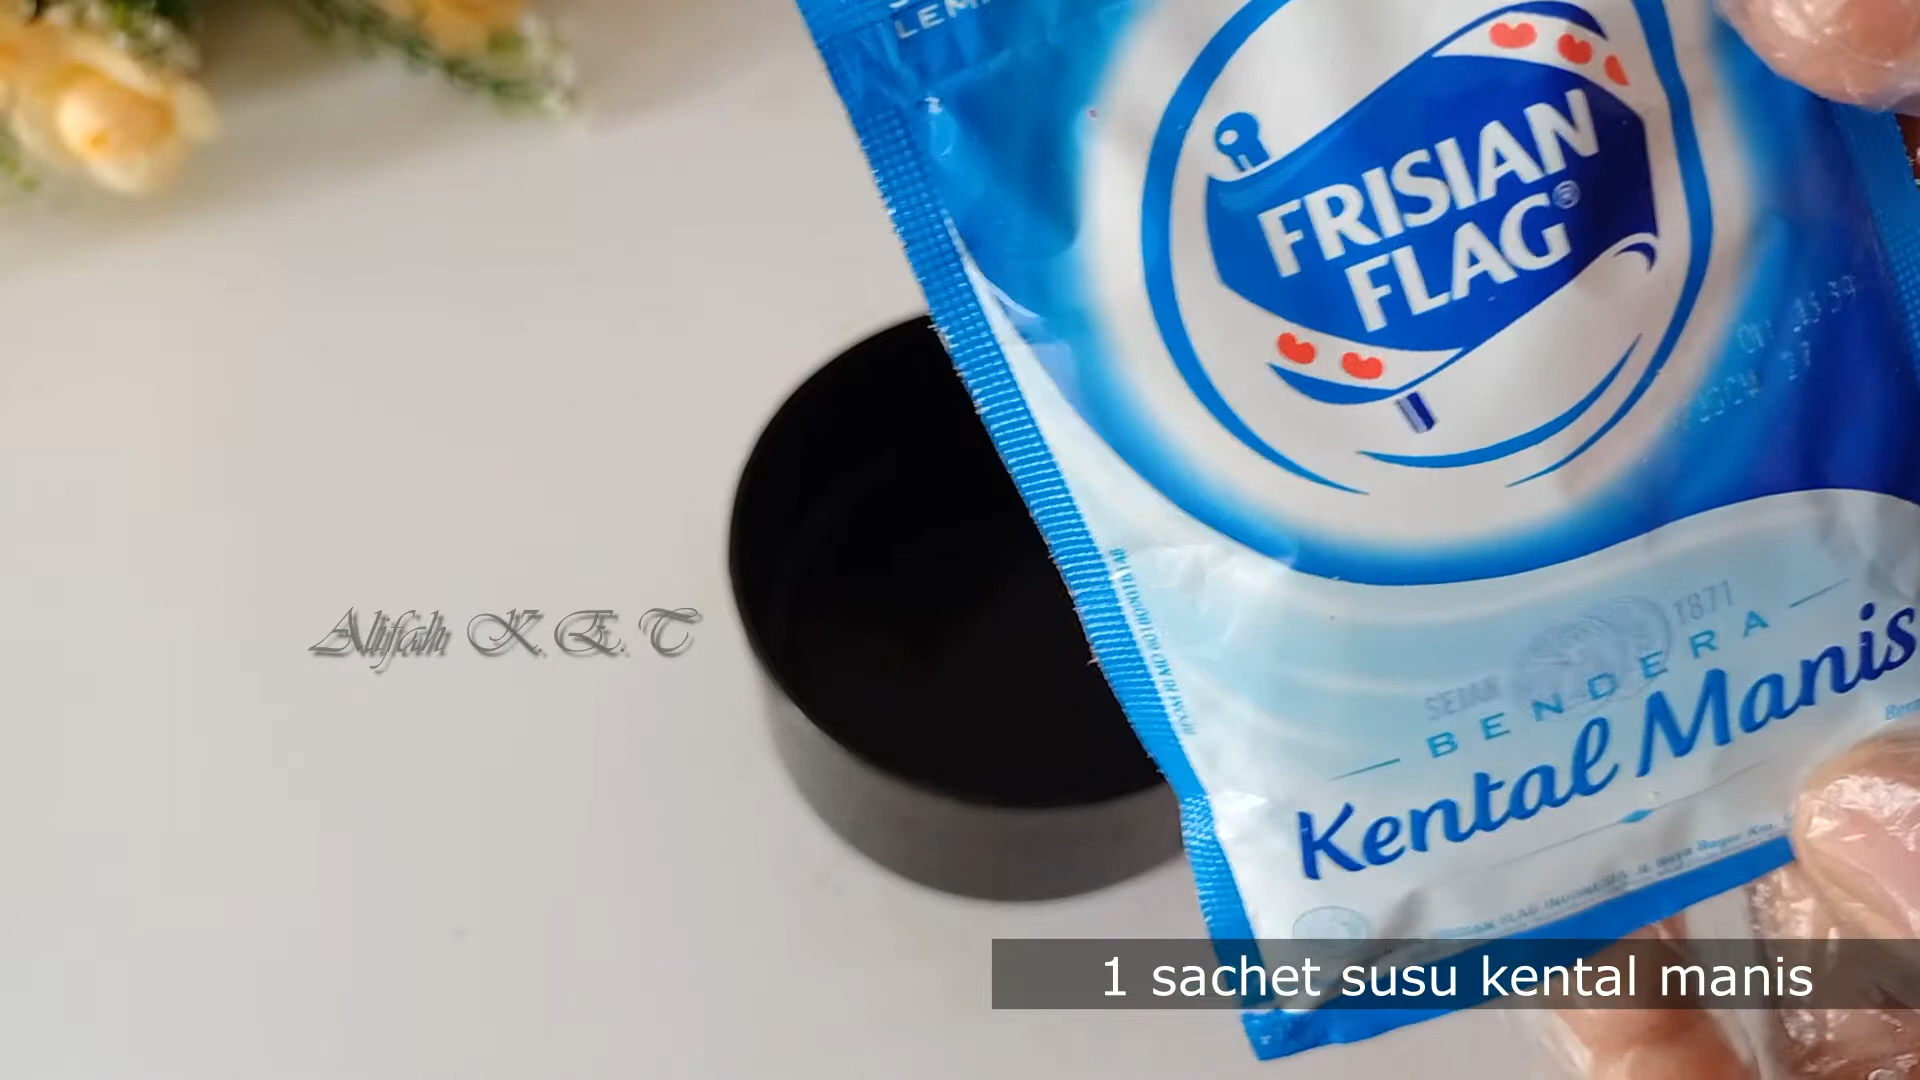 FRISIAN
FLAG®
SEJAK 1871
BENDERA
Kental Manis
Alifah K.E.T
1 sachet susu kental manis